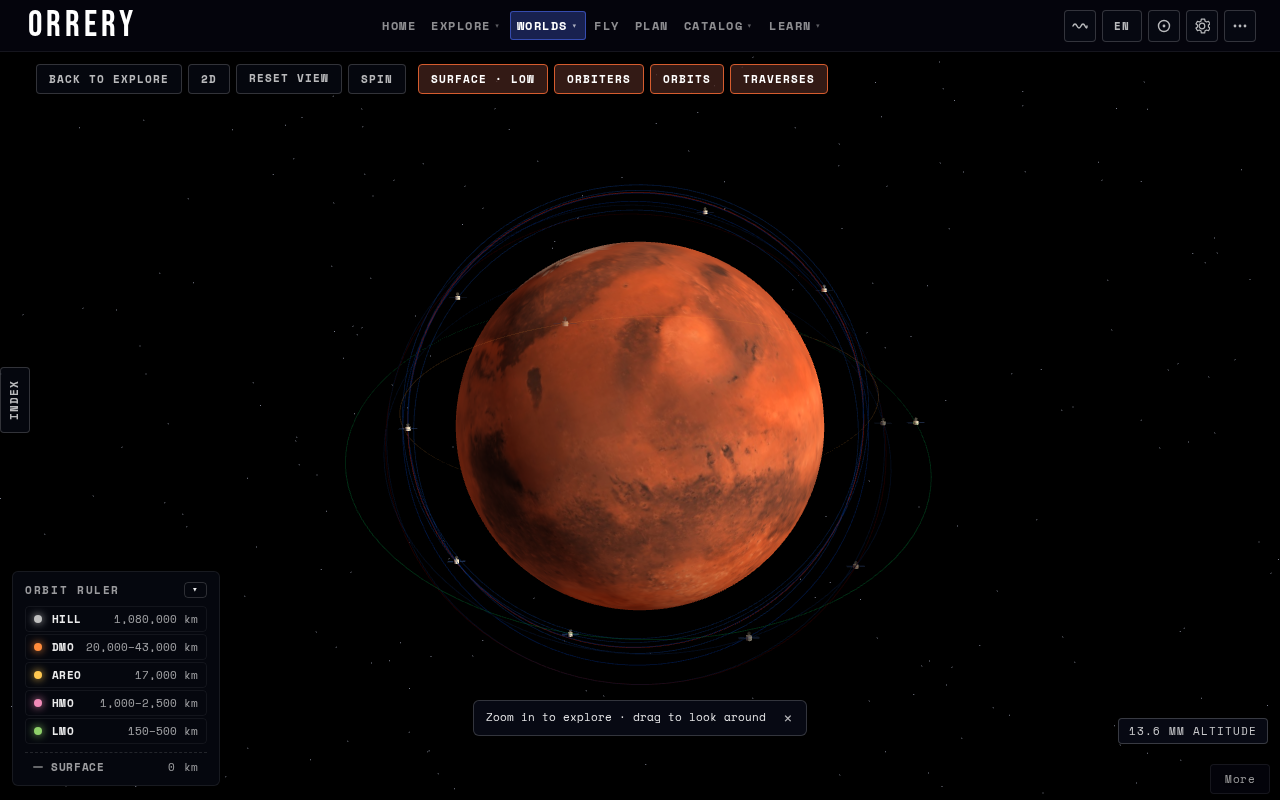 ORRERY
HOME EXPLORE ▾ WORLDS ▾ FLY PLAN CATALOG ▾ LEARN ▾
EN
BACK TO EXPLORE
2D
RESET VIEW
SPIN
SURFACE · LOW
ORBITERS
ORBITS
TRAVERSES
INDEX
ORBIT RULER ▾
HILL 1,080,000 km
DMO 20,000–43,000 km
AREO 17,000 km
HMO 1,000–2,500 km
LMO 150–500 km
SURFACE 0 km
Zoom in to explore · drag to look around ×
13.6 MM ALTITUDE
More